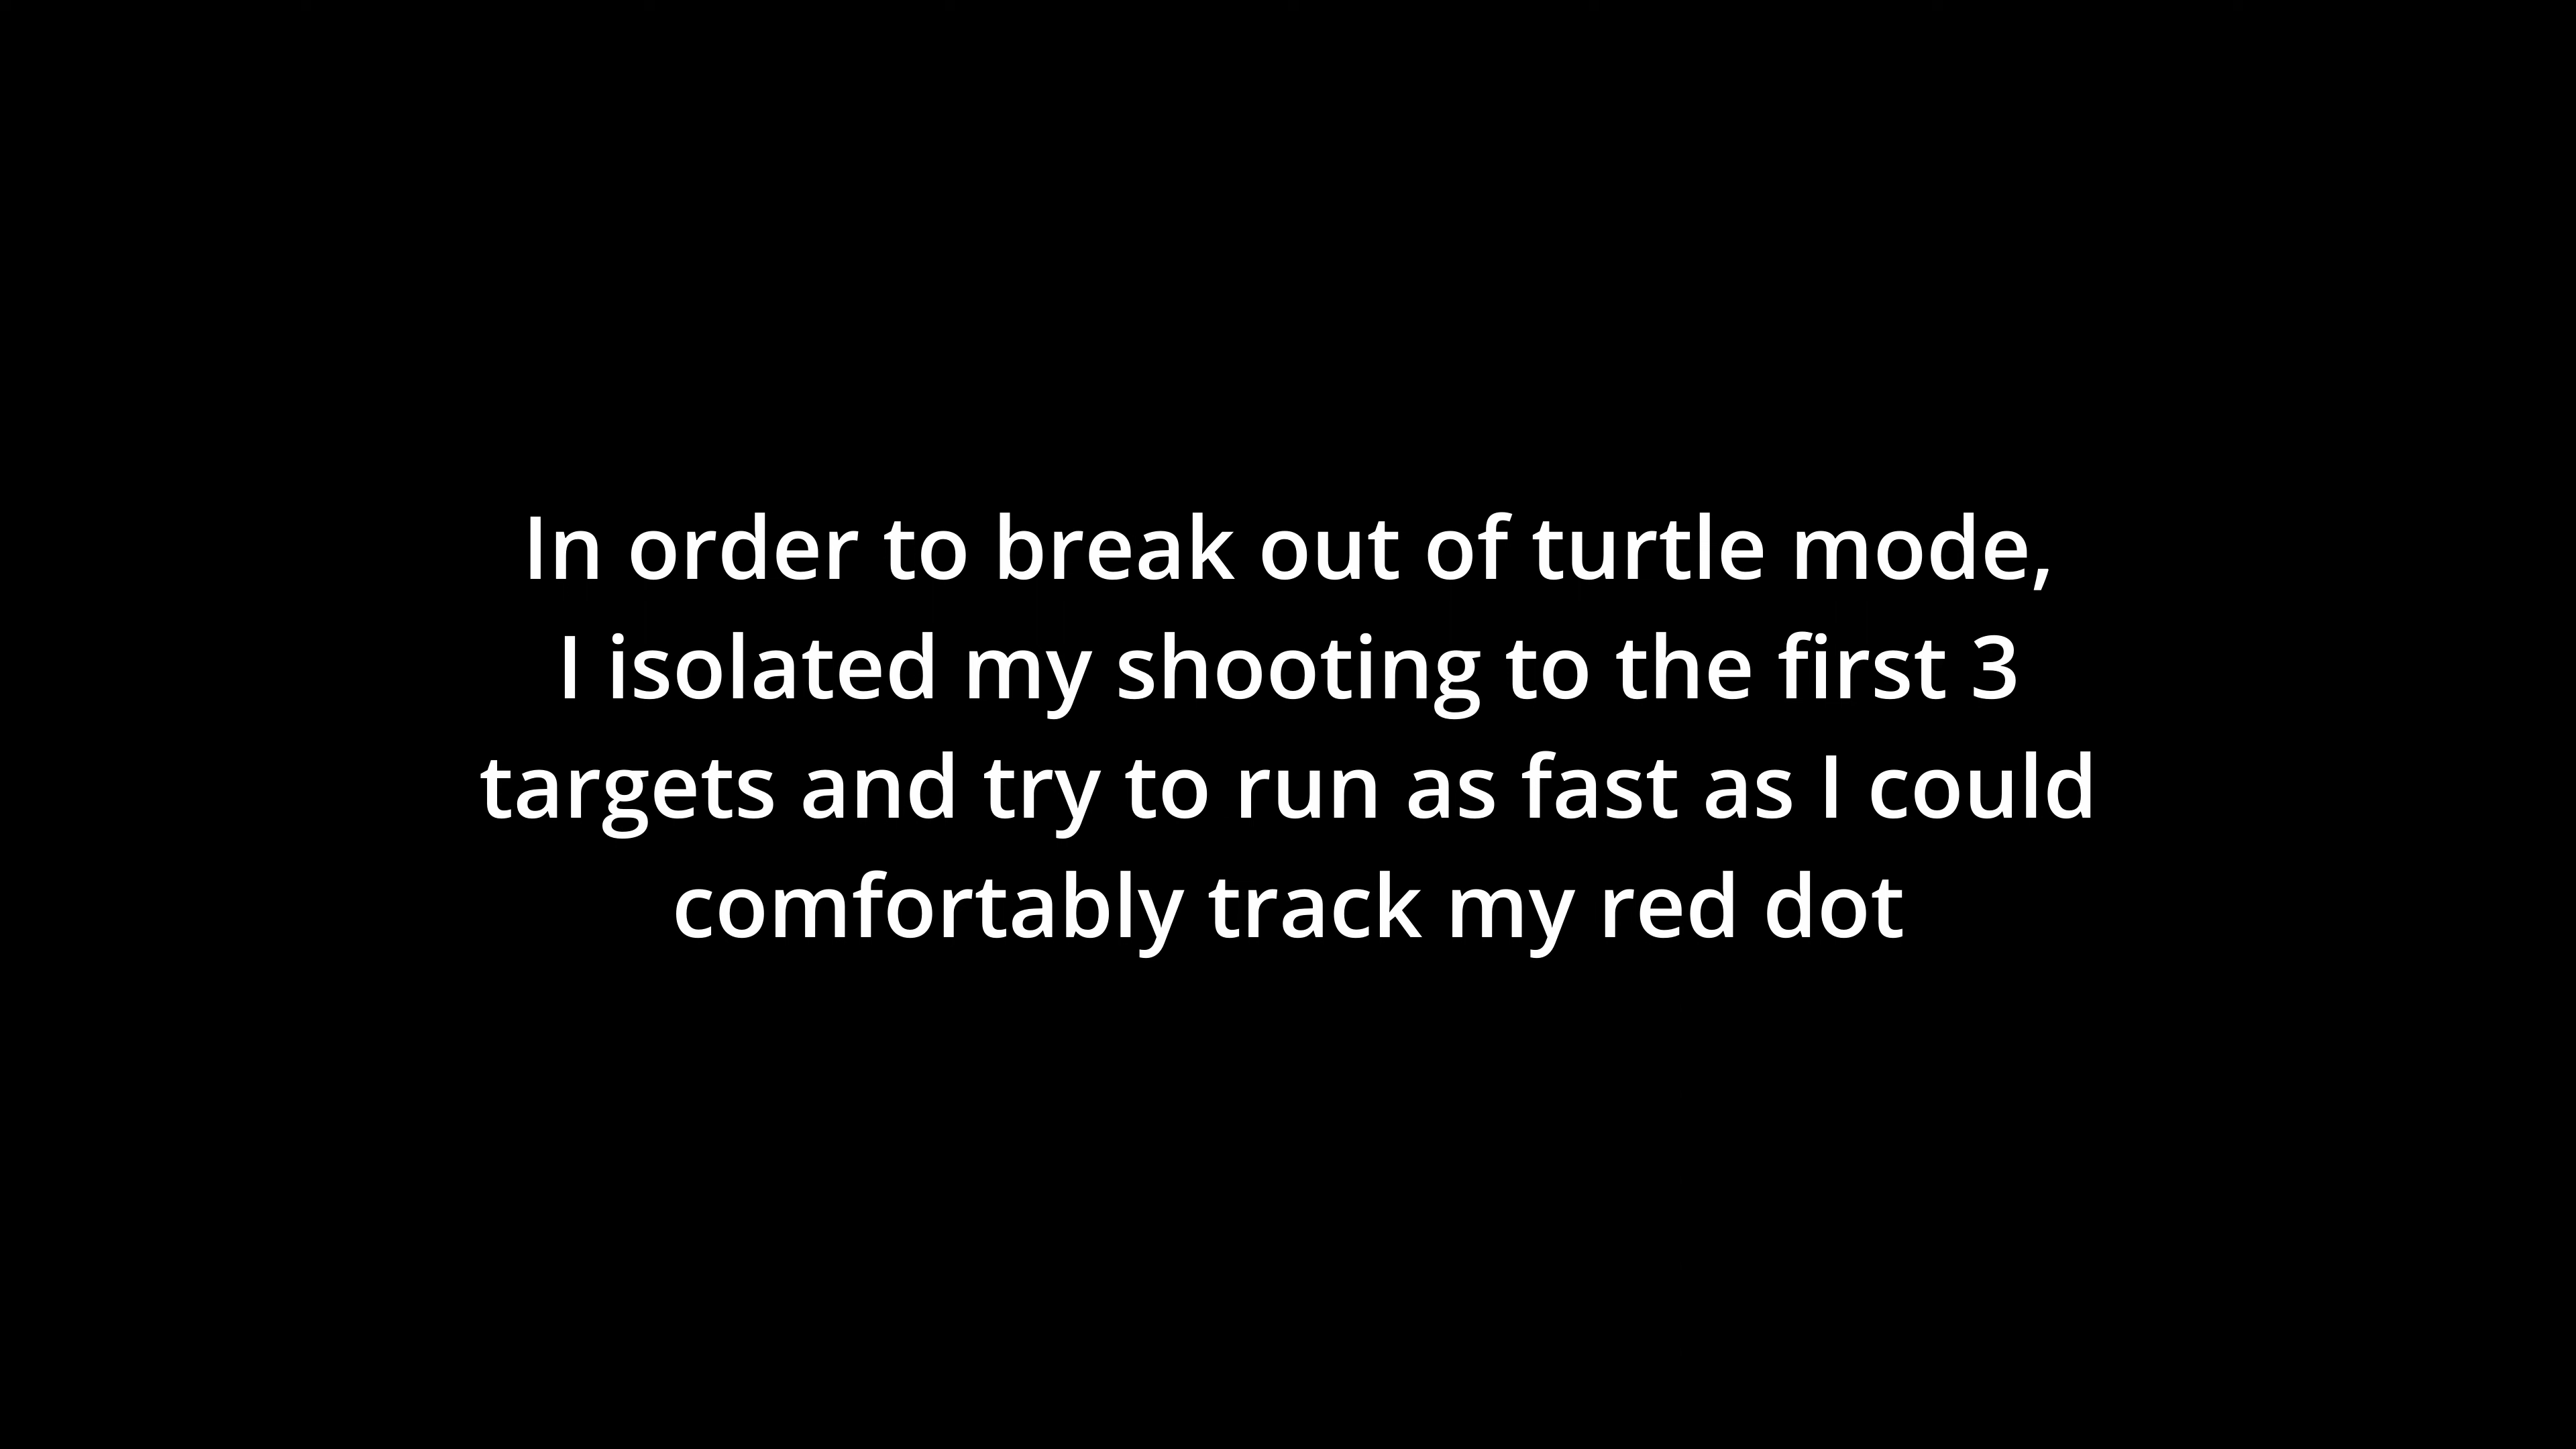 In order to break out of turtle mode,
I isolated my shooting to the first 3
targets and try to run as fast as I could
comfortably track my red dot